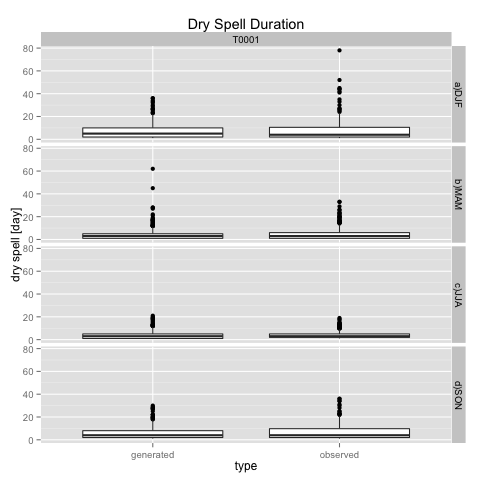 Dry Spell Duration
T0001
80
60
40
20
0
a)DJF
80
60
40
20
0
b)MAM
dry spell [day]
80
60
40
20
0
c)JJA
80
60
40
20
0
d)SON
generated
observed
type